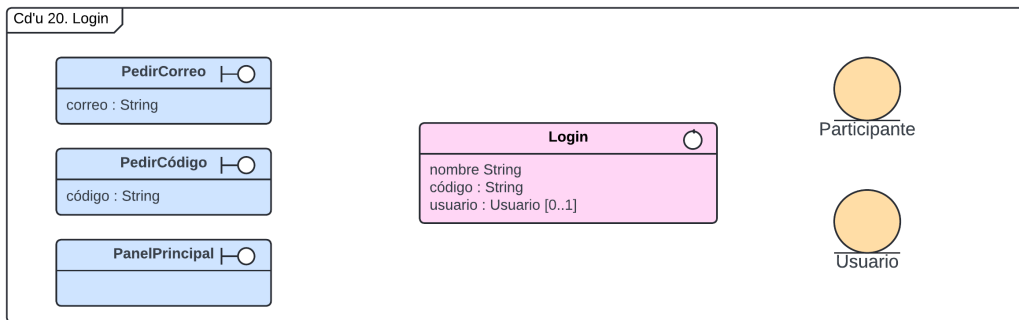 Cd'u 20. Login
PedirCorreo
correo : String
PedirCódigo
código : String
PanelPrincipal
Login
nombre String
código : String
usuario : Usuario [0..1]
Participante
Usuario